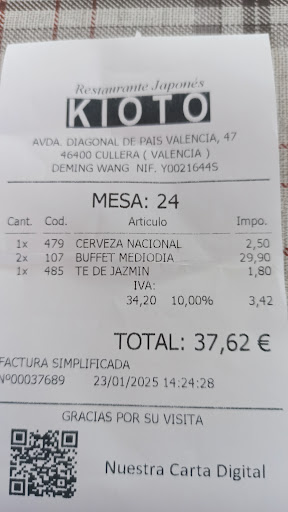 Restaurante Japonés
KIOTO
AVDA. DIAGONAL DE PAIS VALENCIA, 47
46400 CULLERA ( VALENCIA )
DEMING WANG NIF. Y0021644S
MESA: 24
Cant. Cod. Articulo Impo.
1x 479 CERVEZA NACIONAL 2,50
2x 107 BUFFET MEDIODIA 29,90
1x 485 TE DE JAZMIN 1,80
IVA:
34,20 10,00% 3,42
TOTAL: 37,62 €
FACTURA SIMPLIFICADA
Nº00037689 23/01/2025 14:24:28
GRACIAS POR SU VISITA
Nuestra Carta Digital